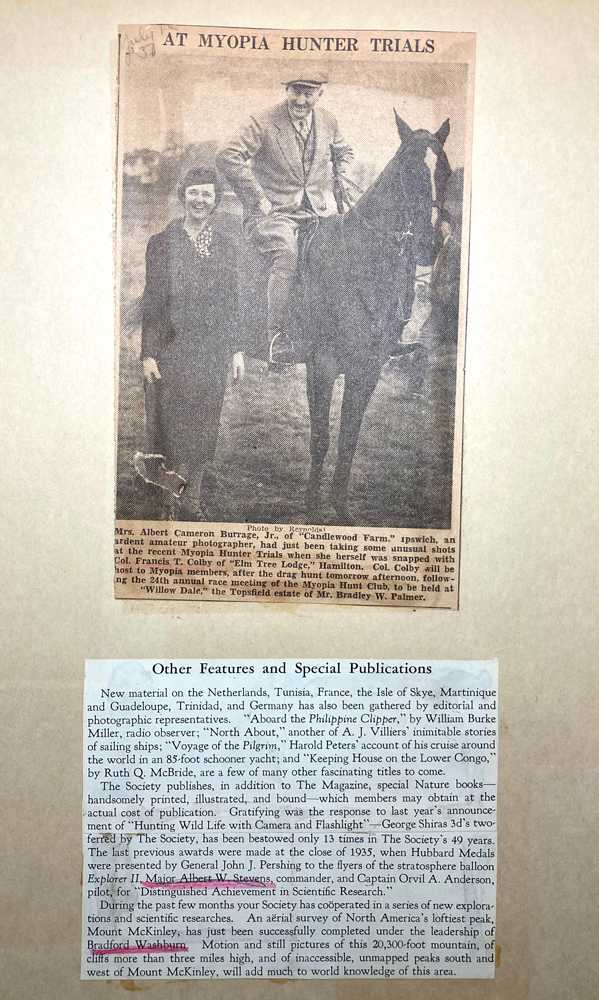 July
'37
AT MYOPIA HUNTER TRIALS
Photo by Reynolds
Mrs. Albert Cameron Burrage, Jr., of "Candlewood Farm." Ipswich, an
ardent amateur photographer, had just been taking some unusual shots
at the recent Myopia Hunter Trials when she herself was snapped with
Col. Francis T. Colby of "Elm Tree Lodge," Hamilton. Col. Colby will be
host to Myopia members, after the drag hunt tomorrow afternoon, follow-
ng the 24th annual race meeting of the Myopia Hunt Club, to be held at
"Willow Dale," the Topsfield estate of Mr. Bradley W. Palmer.
Other Features and Special Publications
New material on the Netherlands, Tunisia, France, the Isle of Skye, Martinique
and Guadeloupe, Trinidad, and Germany has also been gathered by editorial and
photographic representatives. "Aboard the Philippine Clipper," by William Burke
Miller, radio observer; "North About," another of A. J. Villiers' inimitable stories
of sailing ships; "Voyage of the Pilgrim," Harold Peters' account of his cruise around
the world in an 85-foot schooner yacht; and "Keeping House on the Lower Congo,"
by Ruth Q. McBride, are a few of many other fascinating titles to come.
The Society publishes, in addition to The Magazine, special Nature books—
handsomely printed, illustrated, and bound—which members may obtain at the
actual cost of publication. Gratifying was the response to last year's announce-
ment of "Hunting Wild Life with Camera and Flashlight"—George Shiras 3d's two-
ferred by The Society, has been bestowed only 13 times in The Society's 49 years.
The last previous awards were made at the close of 1935, when Hubbard Medals
were presented by General John J. Pershing to the flyers of the stratosphere balloon
Explorer II, Major Albert W. Stevens, commander, and Captain Orvil A. Anderson,
pilot, for "Distinguished Achievement in Scientific Research."
During the past few months your Society has coöperated in a series of new explora-
tions and scientific researches. An aërial survey of North America's loftiest peak,
Mount McKinley, has just been successfully completed under the leadership of
Bradford Washburn. Motion and still pictures of this 20,300-foot mountain, of
cliffs more than three miles high, and of inaccessible, unmapped peaks south and
west of Mount McKinley, will add much to world knowledge of this area.